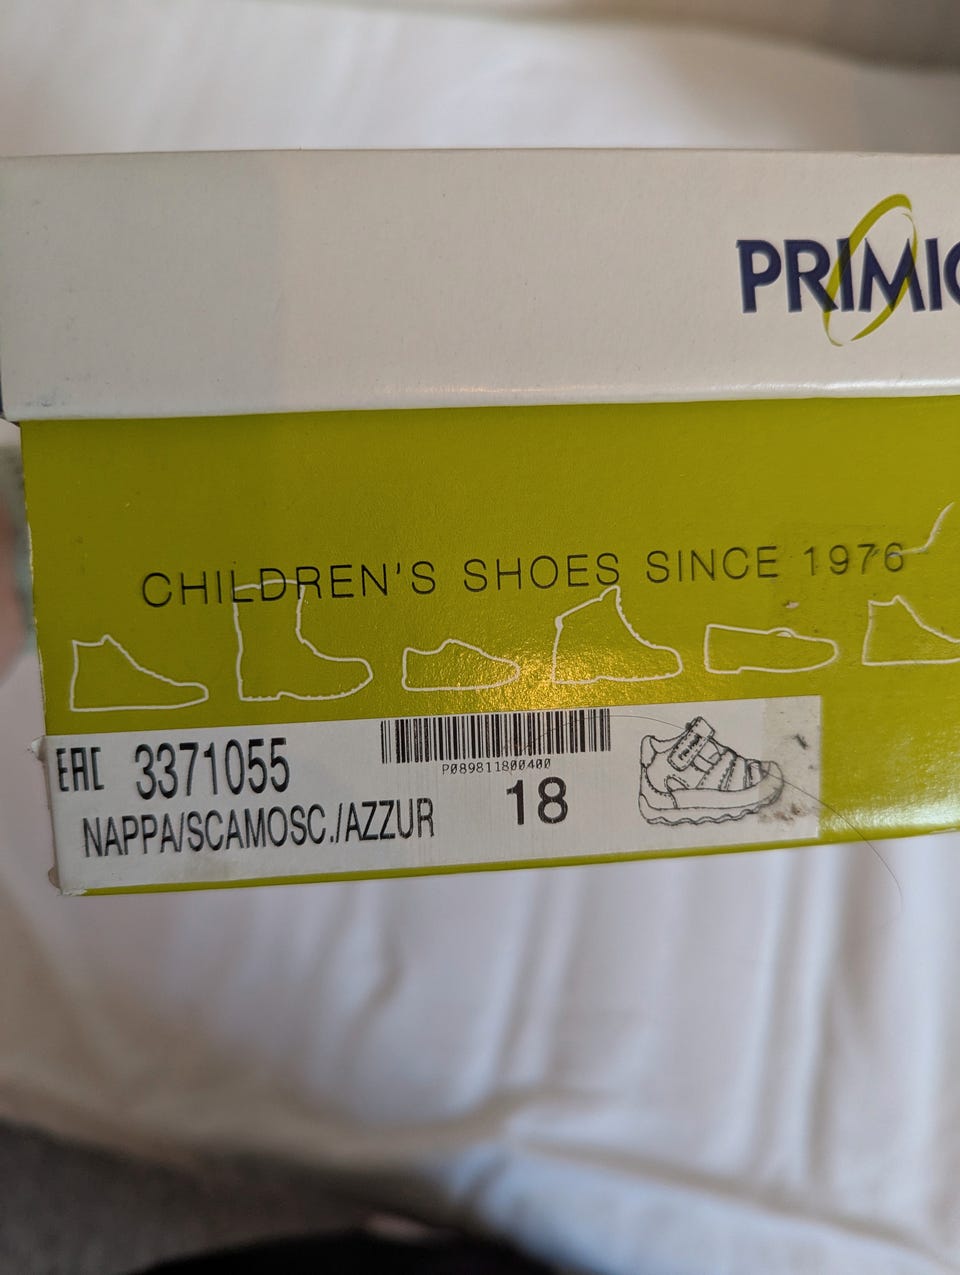 PRIMIG
CHILDREN'S SHOES SINCE 1976
EAC 3371055
P089811800400
NAPPA/SCAMOSC./AZZUR
18